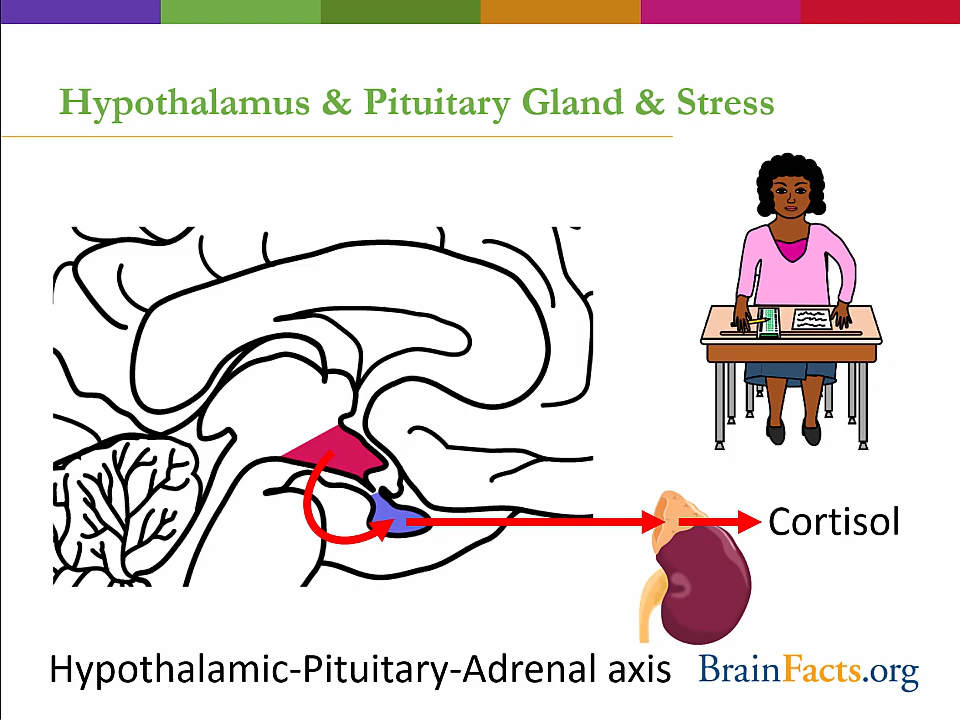 Hypothalamus & Pituitary Gland & Stress
Cortisol
Hypothalamic-Pituitary-Adrenal axis
BrainFacts.org